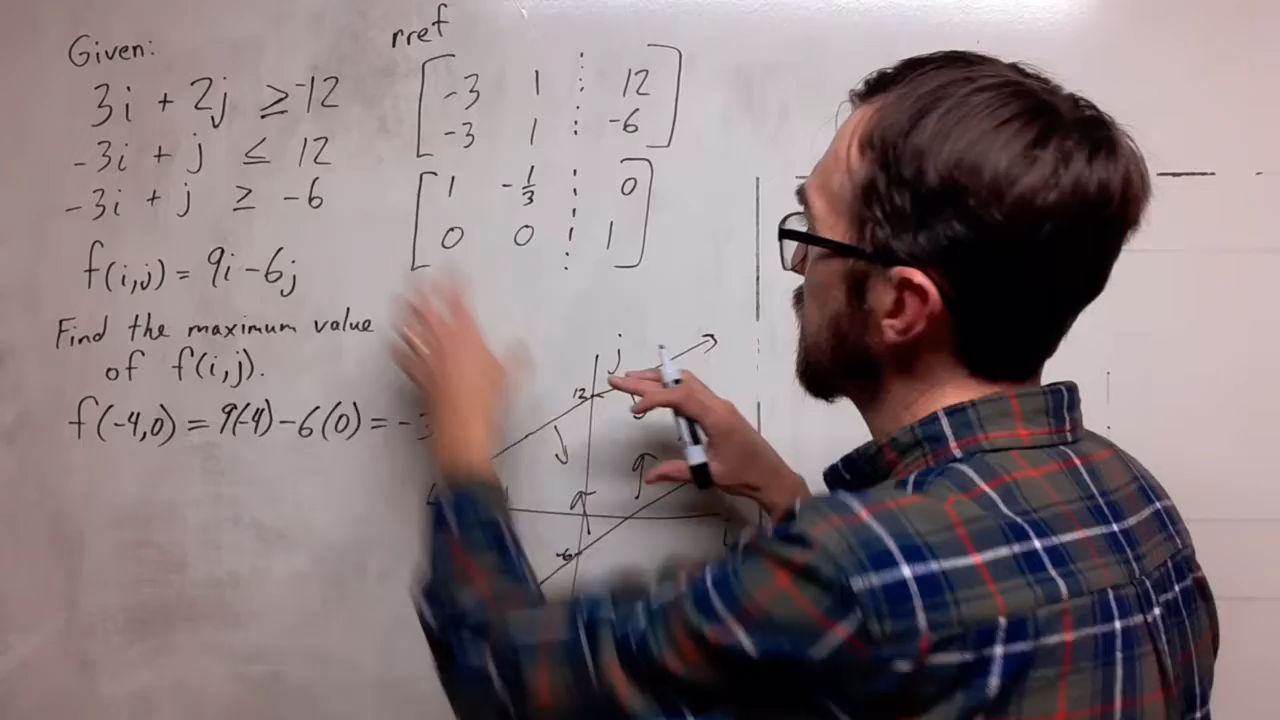 Given:
3i + 2j ≥ -12
-3i + j ≤ 12
-3i + j ≥ -6
f(i,j) = 9i - 6j
Find the maximum value
of f(i,j).
f(-4,0) = 9(-4) - 6(0) = -3
rref
[ -3 1 ⋮ 12 ]
[ -3 1 ⋮ -6 ]
[ 1 -1/3 ⋮ 0 ]
[ 0 0 ⋮ 1 ]
j
12
-6